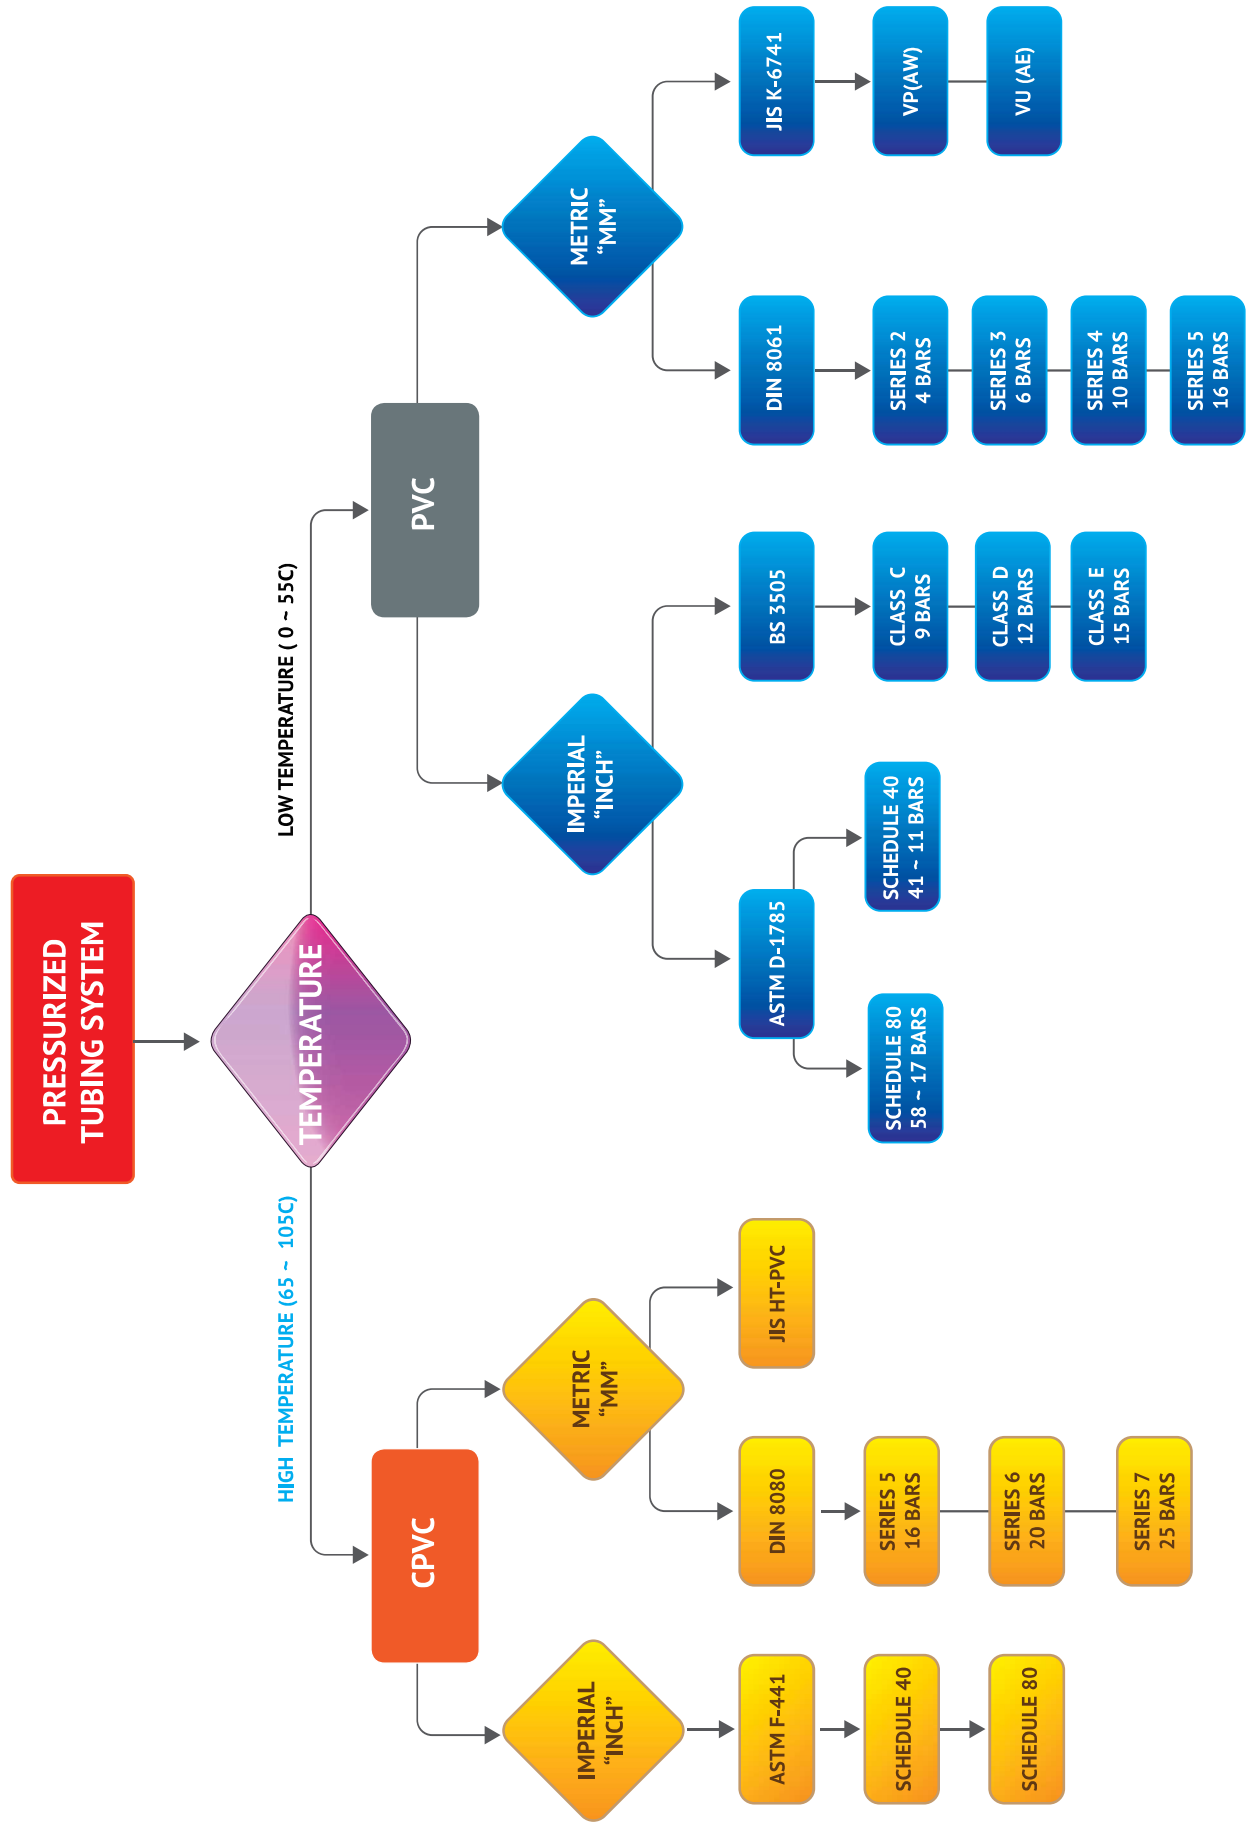 PRESSURIZED
TUBING SYSTEM
TEMPERATURE
HIGH TEMPERATURE (65 ~ 105C)
LOW TEMPERATURE ( 0 ~ 55C)
CPVC
PVC
IMPERIAL
“INCH”
METRIC
“MM”
IMPERIAL
“INCH”
METRIC
“MM”
ASTM F-441
SCHEDULE 40
SCHEDULE 80
DIN 8080
SERIES 5
16 BARS
SERIES 6
20 BARS
SERIES 7
25 BARS
JIS HT-PVC
ASTM D-1785
SCHEDULE 80
58 ~ 17 BARS
SCHEDULE 40
41 ~ 11 BARS
BS 3505
CLASS C
9 BARS
CLASS D
12 BARS
CLASS E
15 BARS
DIN 8061
SERIES 2
4 BARS
SERIES 3
6 BARS
SERIES 4
10 BARS
SERIES 5
16 BARS
JIS K-6741
VP(AW)
VU (AE)